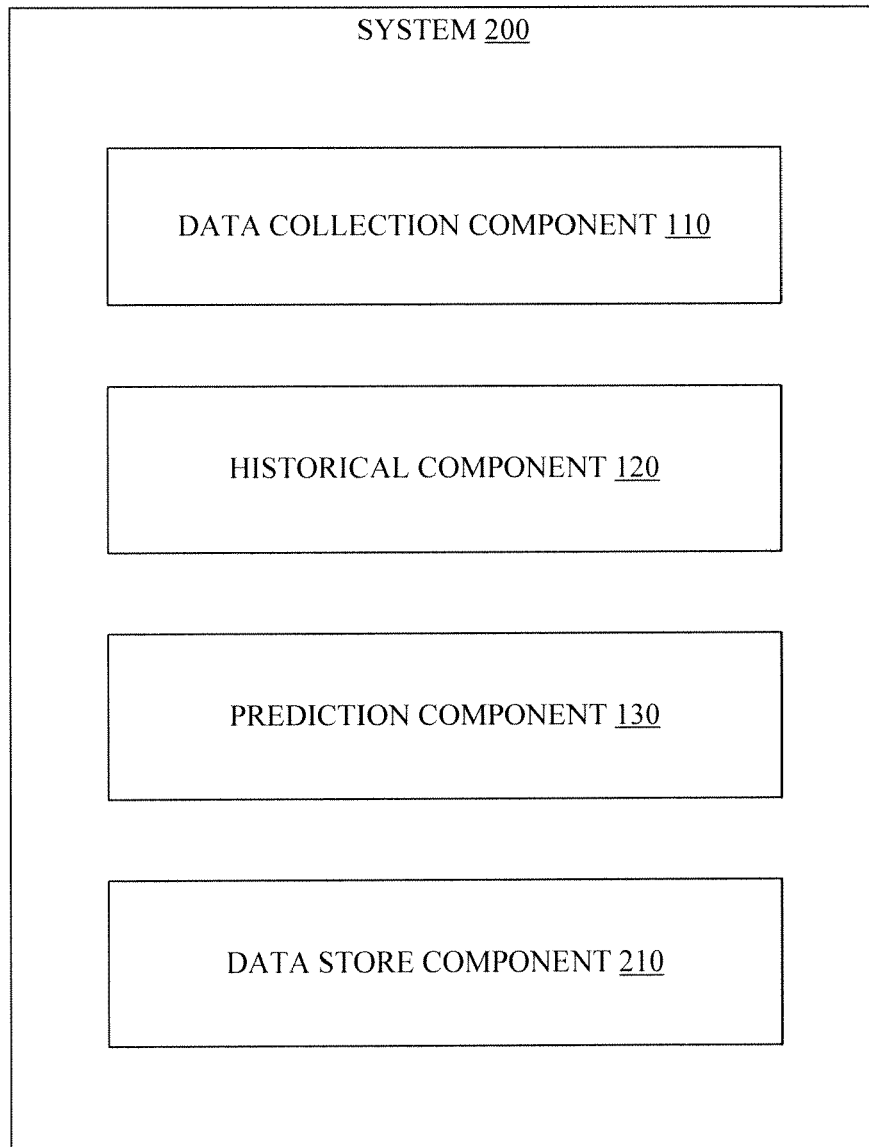 SYSTEM 200
DATA COLLECTION COMPONENT 110
HISTORICAL COMPONENT 120
PREDICTION COMPONENT 130
DATA STORE COMPONENT 210